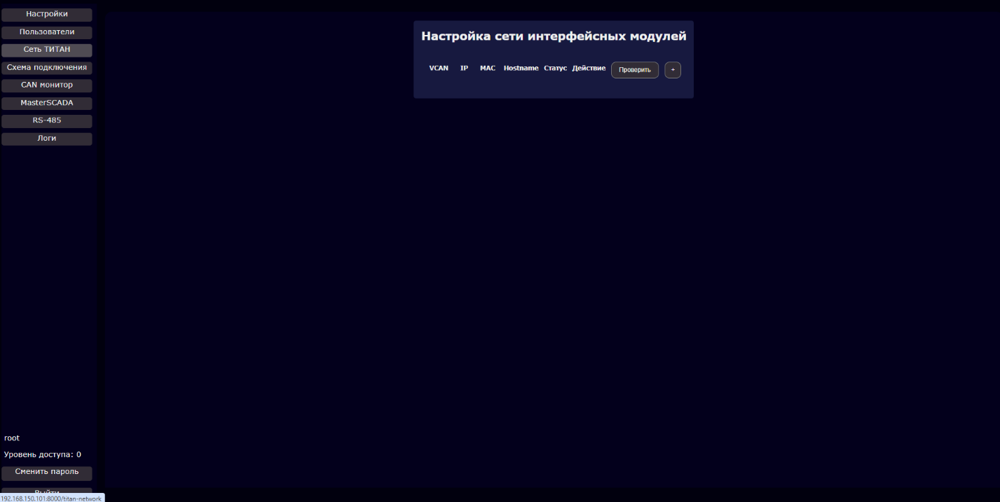 Настройки
Пользователи
Сеть ТИТАН
Схема подключения
CAN монитор
MasterSCADA
RS-485
Логи
Настройка сети интерфейсных модулей
VCAN IP MAC Hostname Статус Действие Проверить +
root
Уровень доступа: 0
Сменить пароль
Выйти
192.168.150.101:8000/titan-network